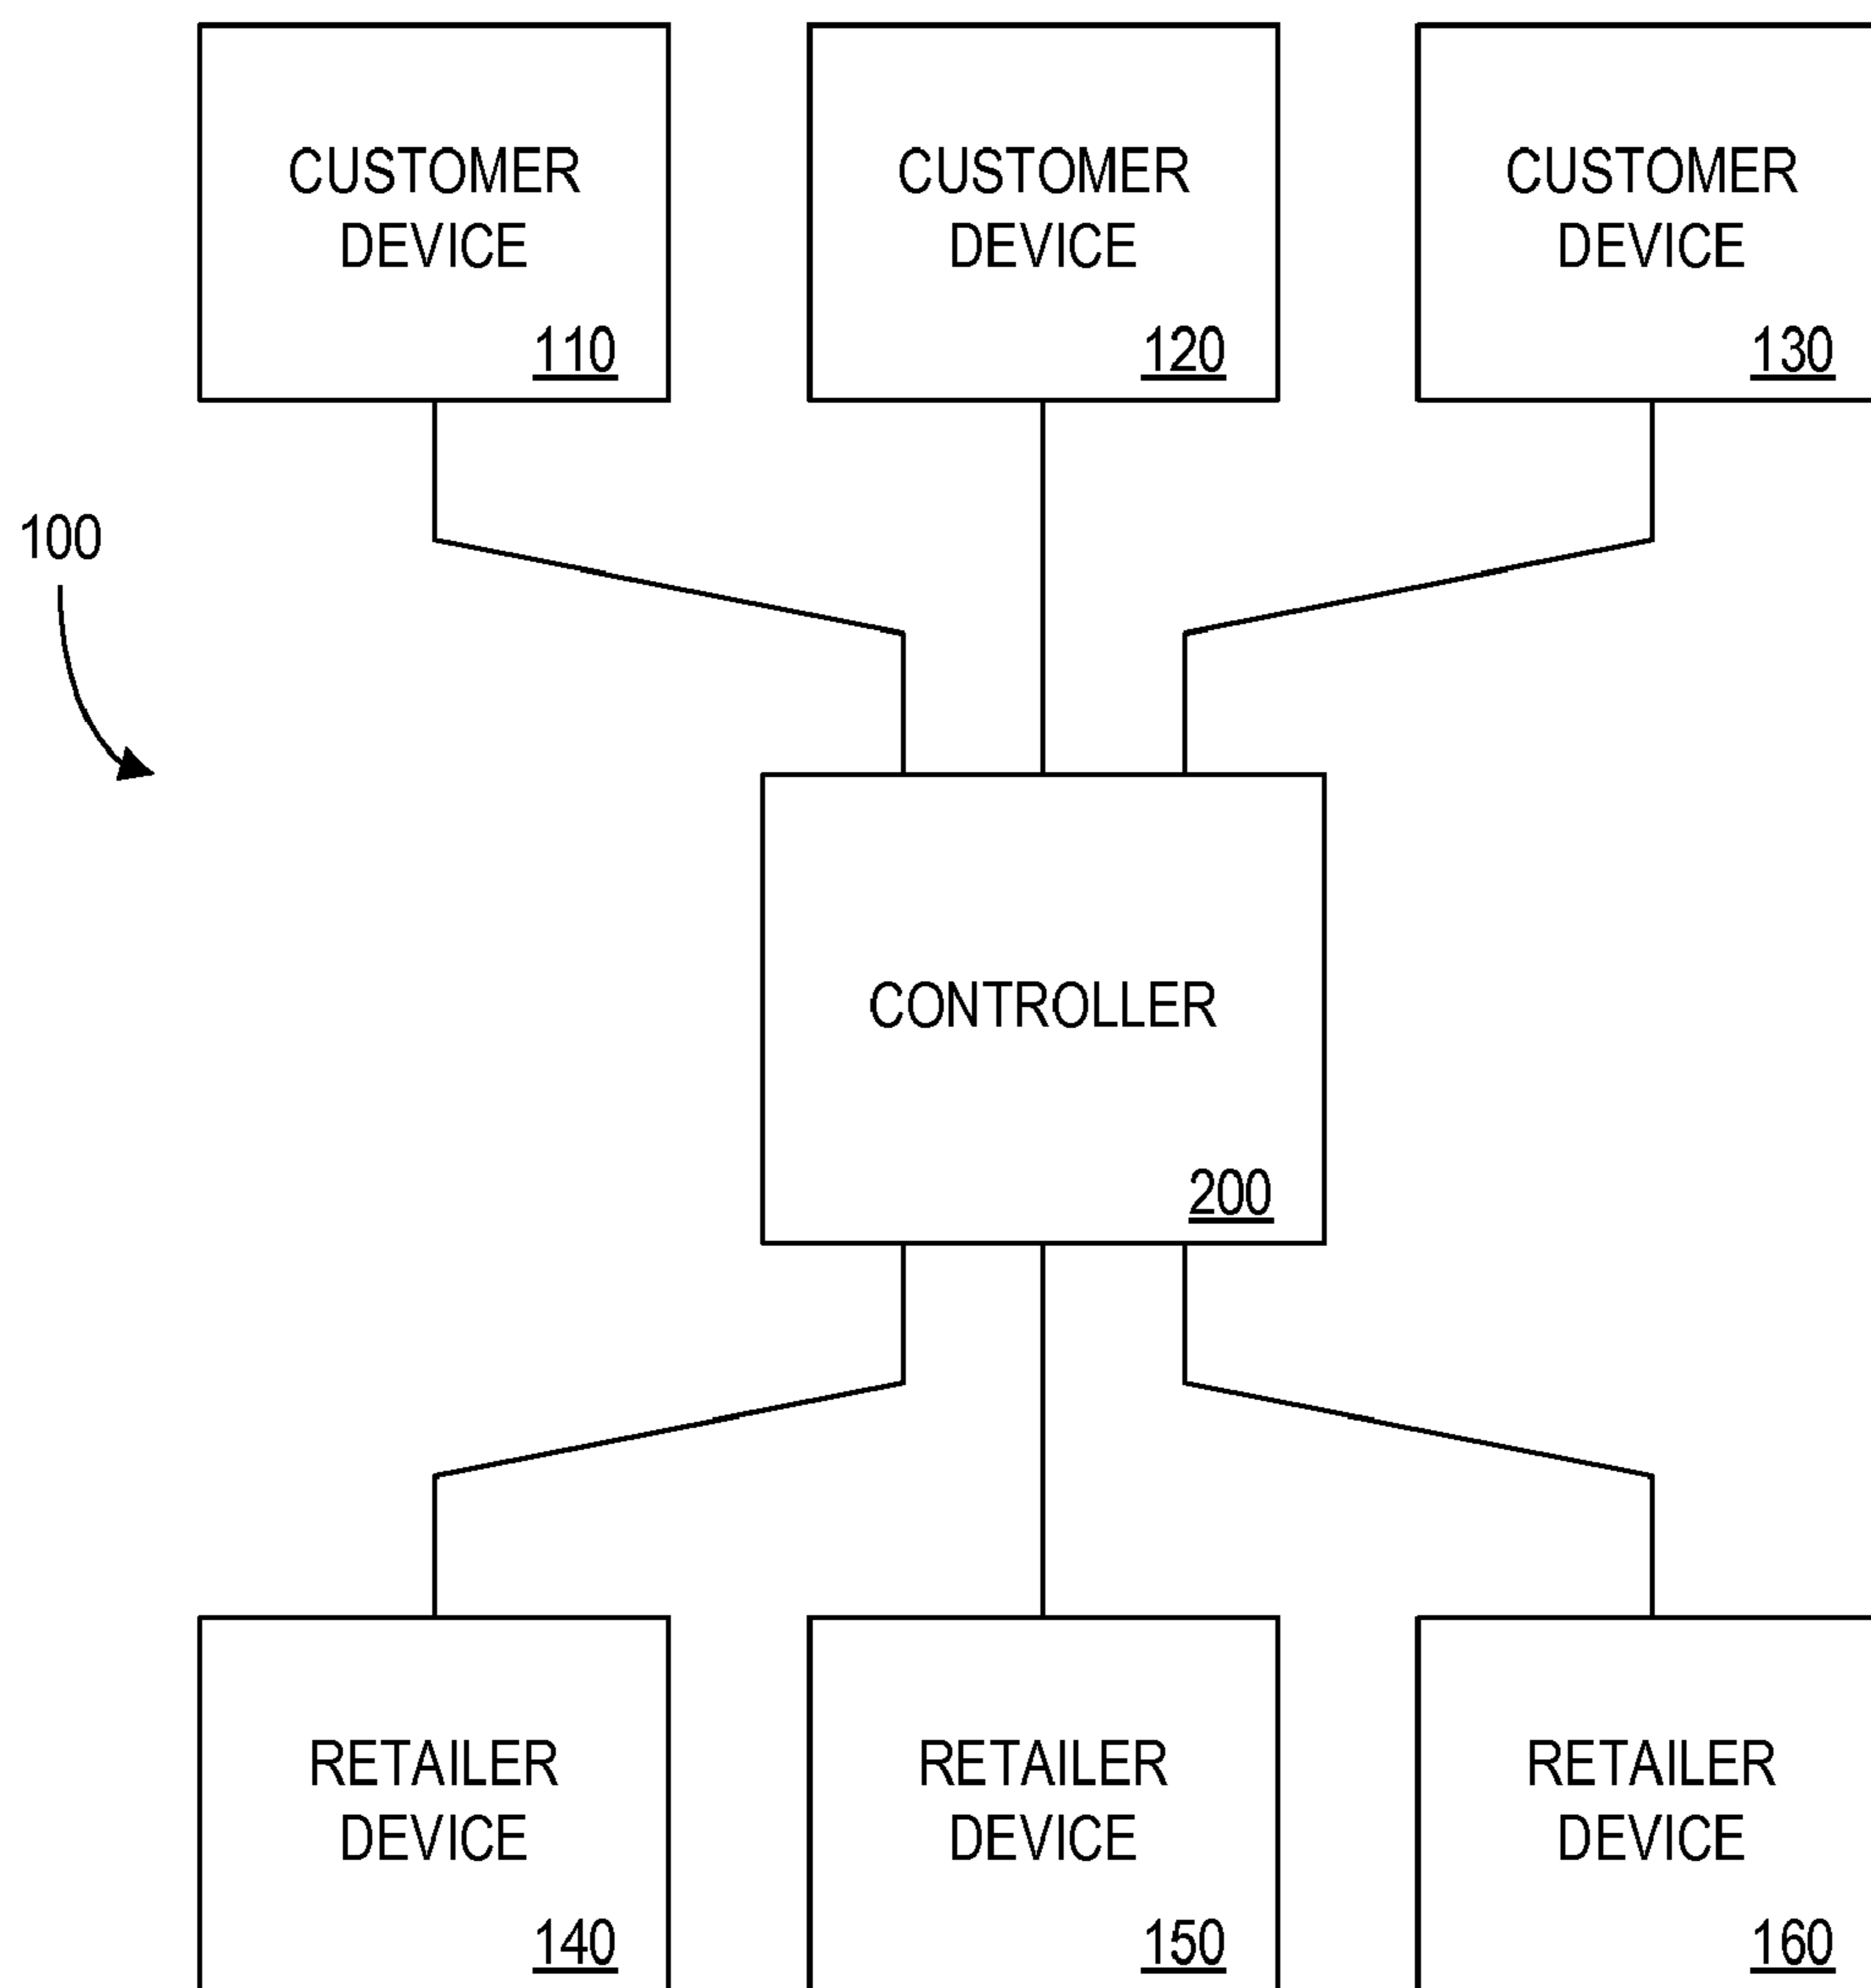 CUSTOMER
DEVICE
110
CUSTOMER
DEVICE
120
CUSTOMER
DEVICE
130
100
CONTROLLER
200
RETAILER
DEVICE
140
RETAILER
DEVICE
150
RETAILER
DEVICE
160